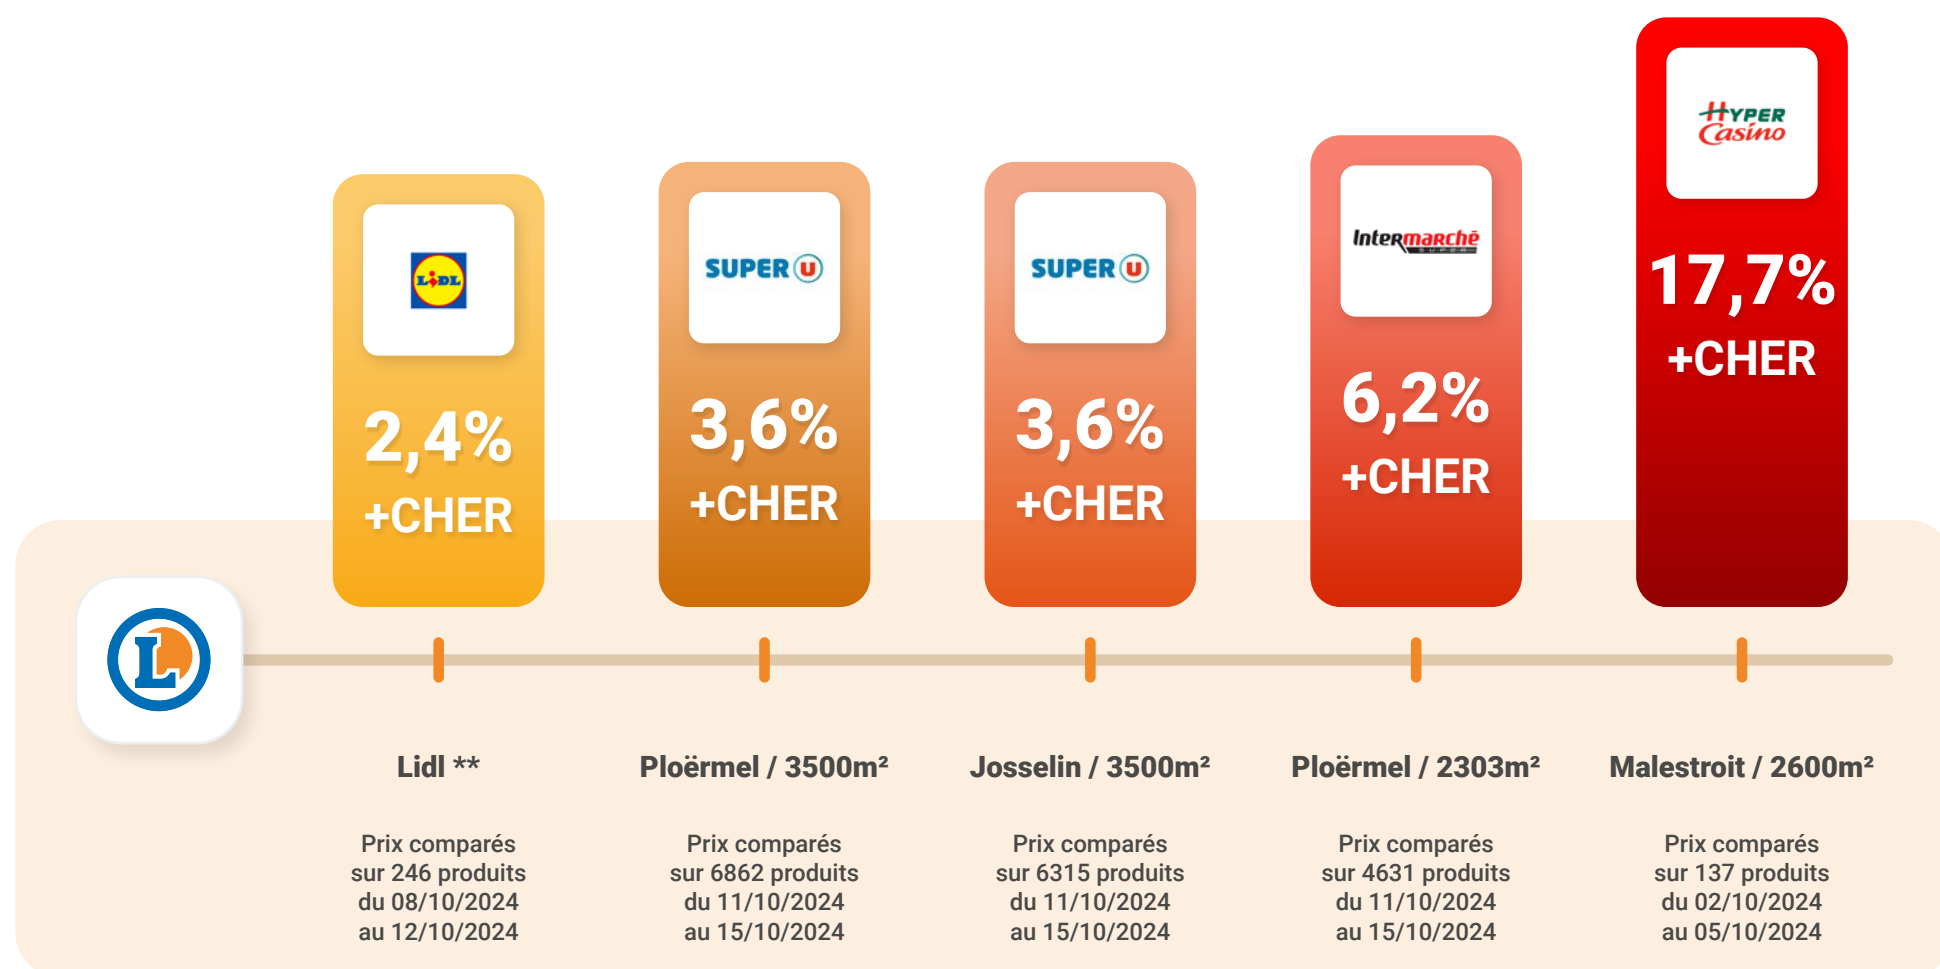 LIDL
2,4%
+CHER
SUPER U
3,6%
+CHER
SUPER U
3,6%
+CHER
Intermarchē
SUPER
6,2%
+CHER
HYPER
Casino
17,7%
+CHER
L
Lidl **
Prix comparés
sur 246 produits
du 08/10/2024
au 12/10/2024
Ploërmel / 3500m²
Prix comparés
sur 6862 produits
du 11/10/2024
au 15/10/2024
Josselin / 3500m²
Prix comparés
sur 6315 produits
du 11/10/2024
au 15/10/2024
Ploërmel / 2303m²
Prix comparés
sur 4631 produits
du 11/10/2024
au 15/10/2024
Malestroit / 2600m²
Prix comparés
sur 137 produits
du 02/10/2024
au 05/10/2024